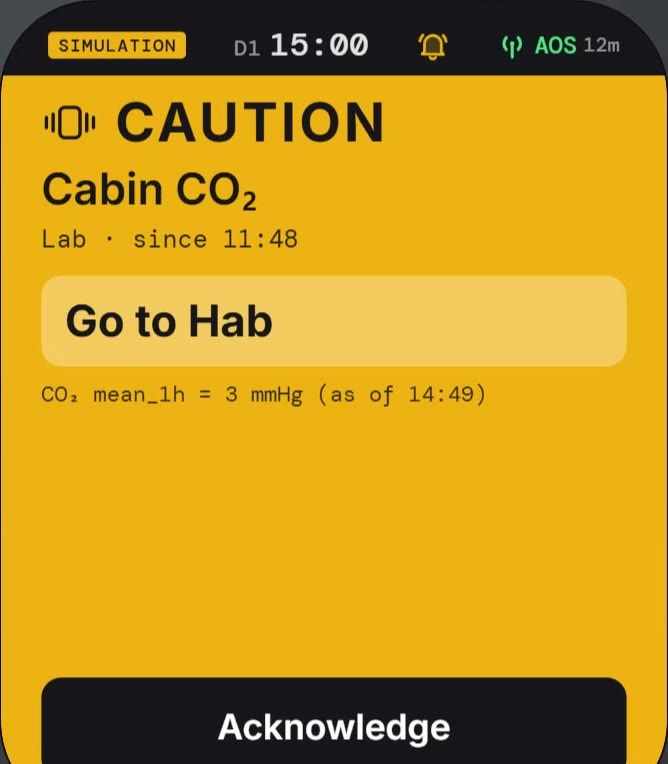 SIMULATION D1 15:00 AOS 12m
CAUTION
Cabin CO₂
Lab · since 11:48
Go to Hab
CO₂ mean_1h = 3 mmHg (as of 14:49)
Acknowledge